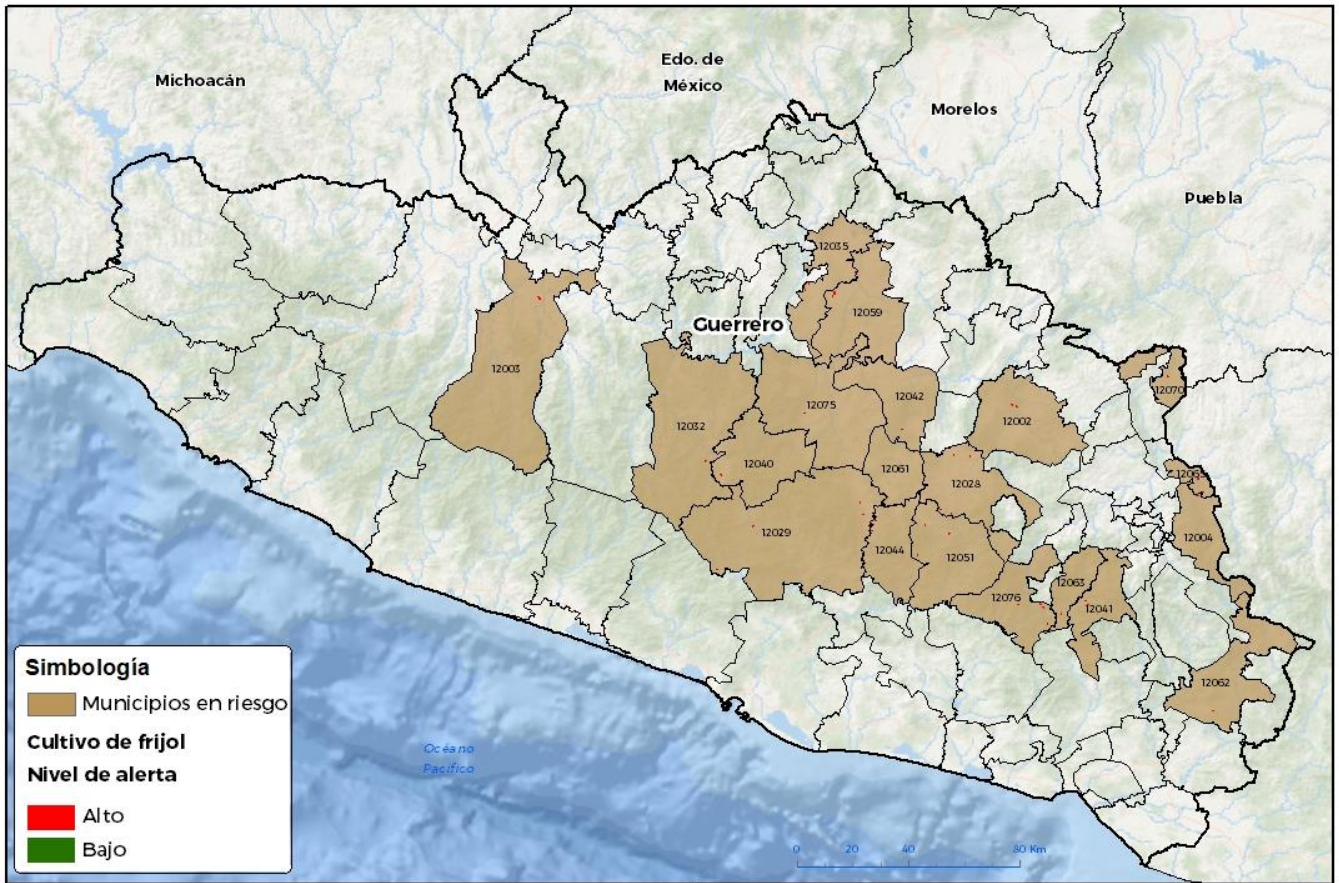 Michoacán
Edo. de
México
Morelos
Puebla
Guerrero
12035
12059
12003
12070
12042
12002
12075
12032
12040
12061
12028
12065
12004
12029
12044
12051
12063
12076
12041
12062
Océano
Pacífico
0 20 40 80 Km
Simbología
Municipios en riesgo
Cultivo de frijol
Nivel de alerta
Alto
Bajo